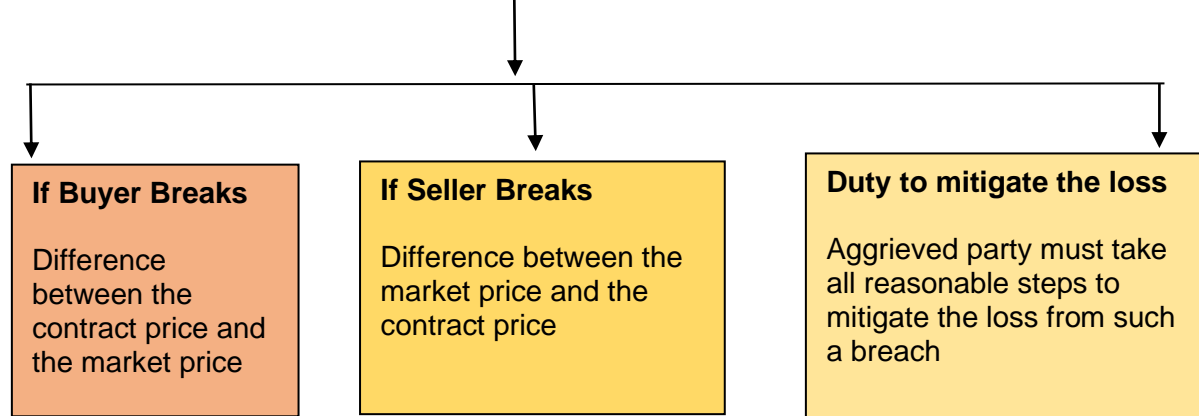 If Buyer Breaks
Difference
between the
contract price and
the market price
If Seller Breaks
Difference between the
market price and the
contract price
Duty to mitigate the loss
Aggrieved party must take
all reasonable steps to
mitigate the loss from such
a breach